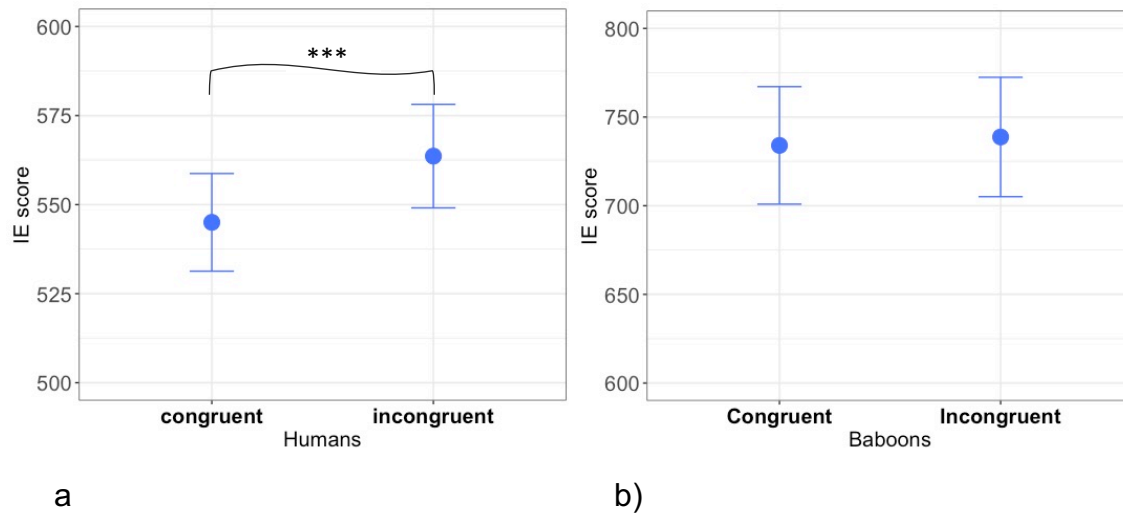 600
575
550
525
500
IE score
***
congruent incongruent
Humans
a
800
750
700
650
600
IE score
Congruent Incongruent
Baboons
b)